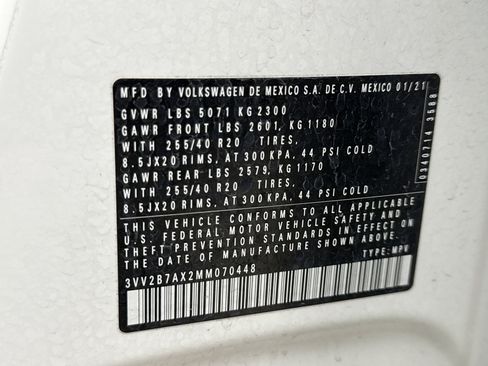 MFD BY VOLKSWAGEN DE MEXICO S.A. DE C.V. MEXICO 01/21
GVWR LBS 5071 KG 2300
GAWR FRONT LBS 2601, KG 1180
WITH 255/40 R20 TIRES,
8.5JX20 RIMS, AT 300 KPA, 44 PSI COLD
GAWR REAR LBS 2579, KG 1170
WITH 255/40 R20 TIRES,
8.5JX20 RIMS, AT 300 KPA, 44 PSI COLD
THIS VEHICLE CONFORMS TO ALL APPLICABLE
U.S. FEDERAL MOTOR VEHICLE SAFETY AND
THEFT PREVENTION STANDARDS IN EFFECT ON
THE DATE OF MANUFACTURE SHOWN ABOVE.
3VV2B7AX2MM070448 TYPE: MPV
0340714 3588